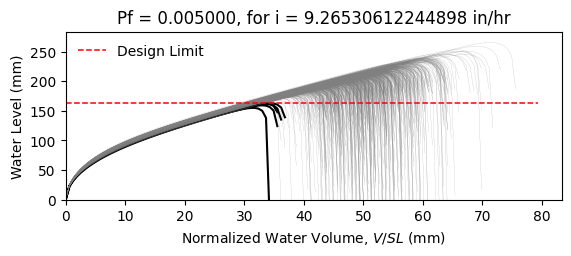 Pf = 0.005000, for i = 9.26530612244898 in/hr
Design Limit
Water Level (mm)
250
200
150
100
50
0
0 10 20 30 40 50 60 70 80
Normalized Water Volume, V/SL (mm)